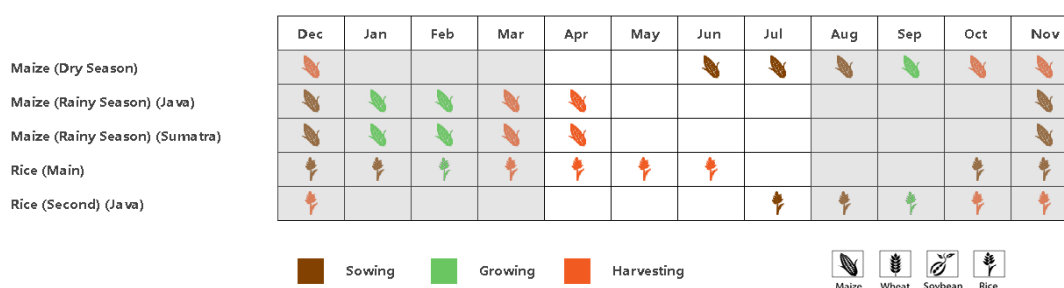 Dec Jan Feb Mar Apr May Jun Jul Aug Sep Oct Nov
Maize (Dry Season)
Maize (Rainy Season) (Java)
Maize (Rainy Season) (Sumatra)
Rice (Main)
Rice (Second) (Java)
Sowing Growing Harvesting
Maize Wheat Soybean Rice